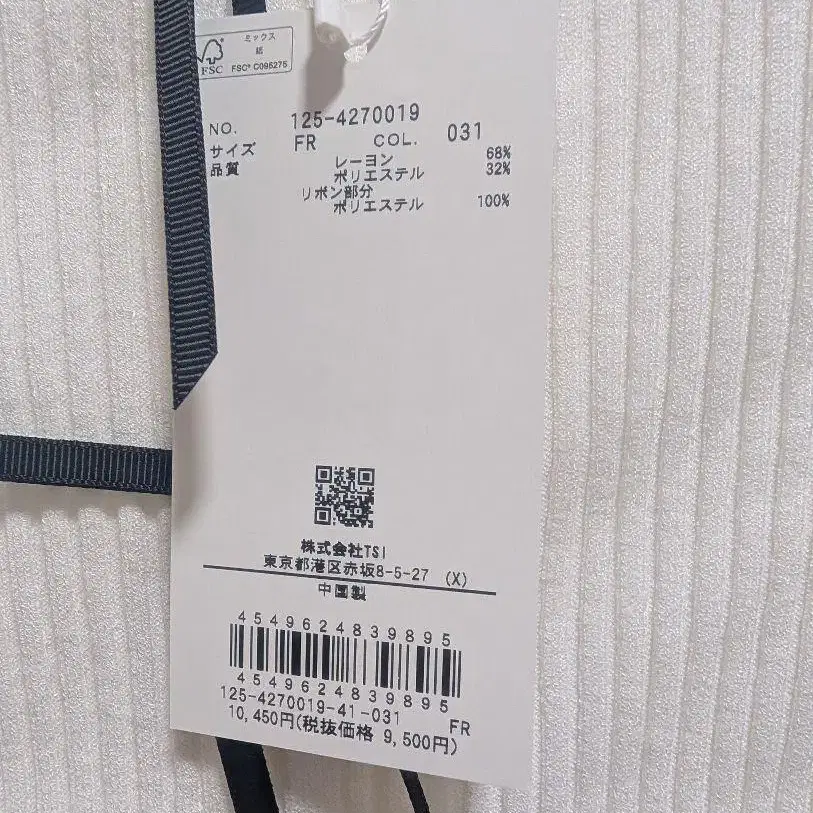 ミックス
紙
FSC
FSC® C095275
NO. 125-4270019
サイズ FR COL. 031
品質 レーヨン 68%
ポリエステル 32%
リボン部分
ポリエステル 100%
株式会社TSI
東京都港区赤坂8-5-27 (X)
中国製
4549624839895
4549624839895
125-4270019-41-031 FR
10,450円(税抜価格 9,500円)